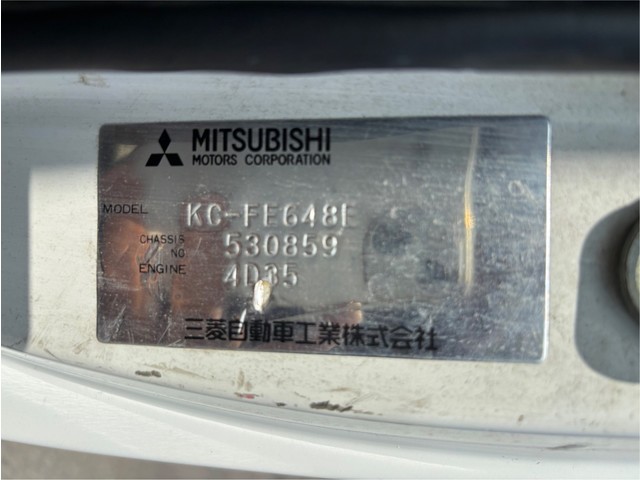 MITSUBISHI
MOTORS CORPORATION
MODEL KC-FE648E
CHASSIS NO 530859
ENGINE 4D35
三菱自動車工業株式会社